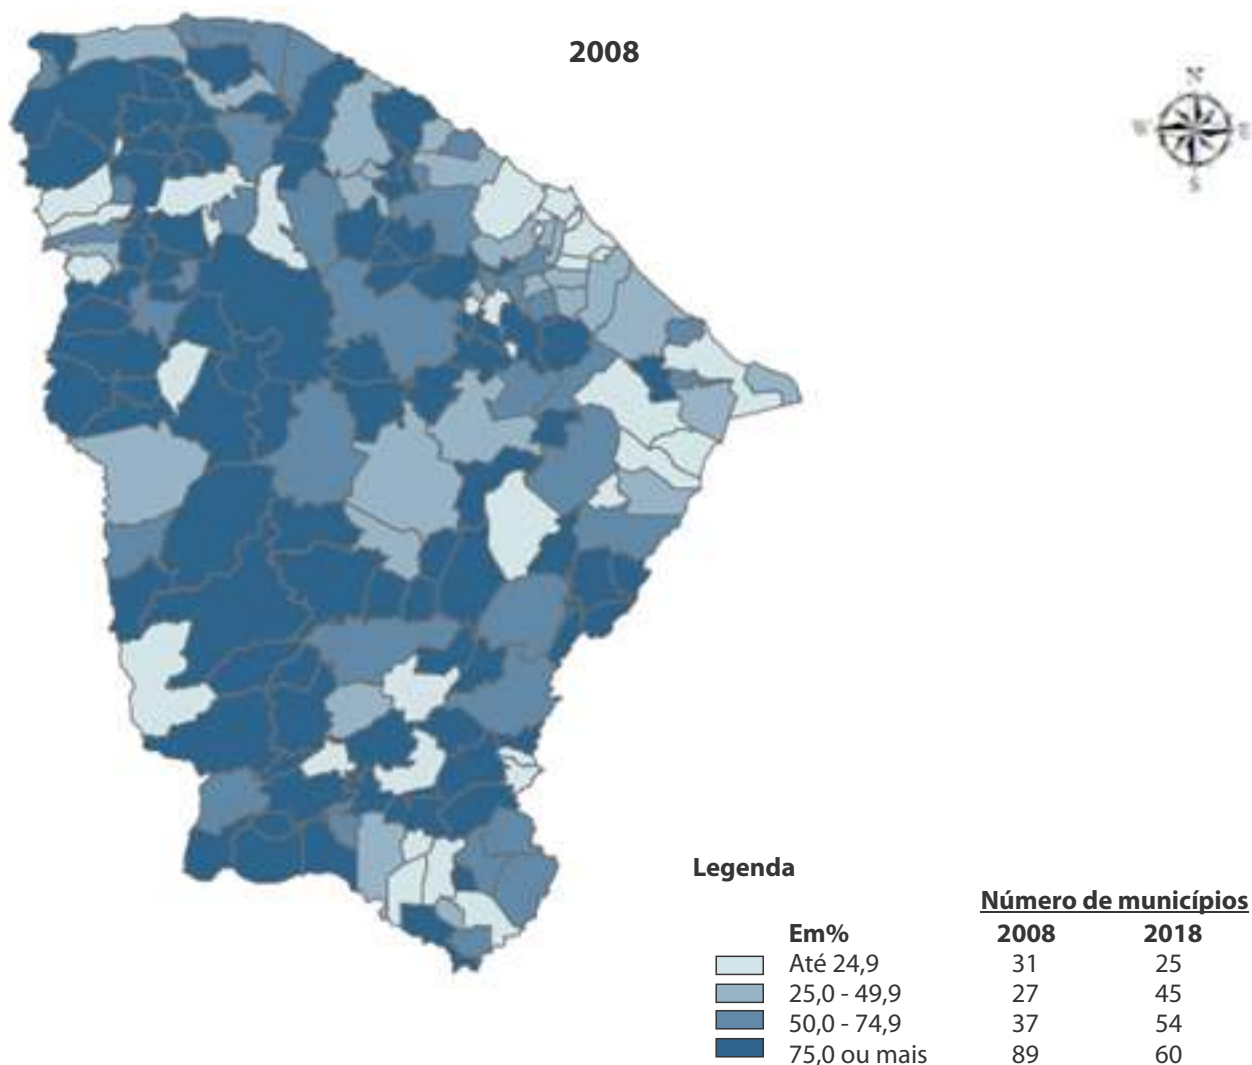 2008
N
E
S
Legenda
Número de municípios
Em% 2008 2018
Até 24,9 31 25
25,0 - 49,9 27 45
50,0 - 74,9 37 54
75,0 ou mais 89 60